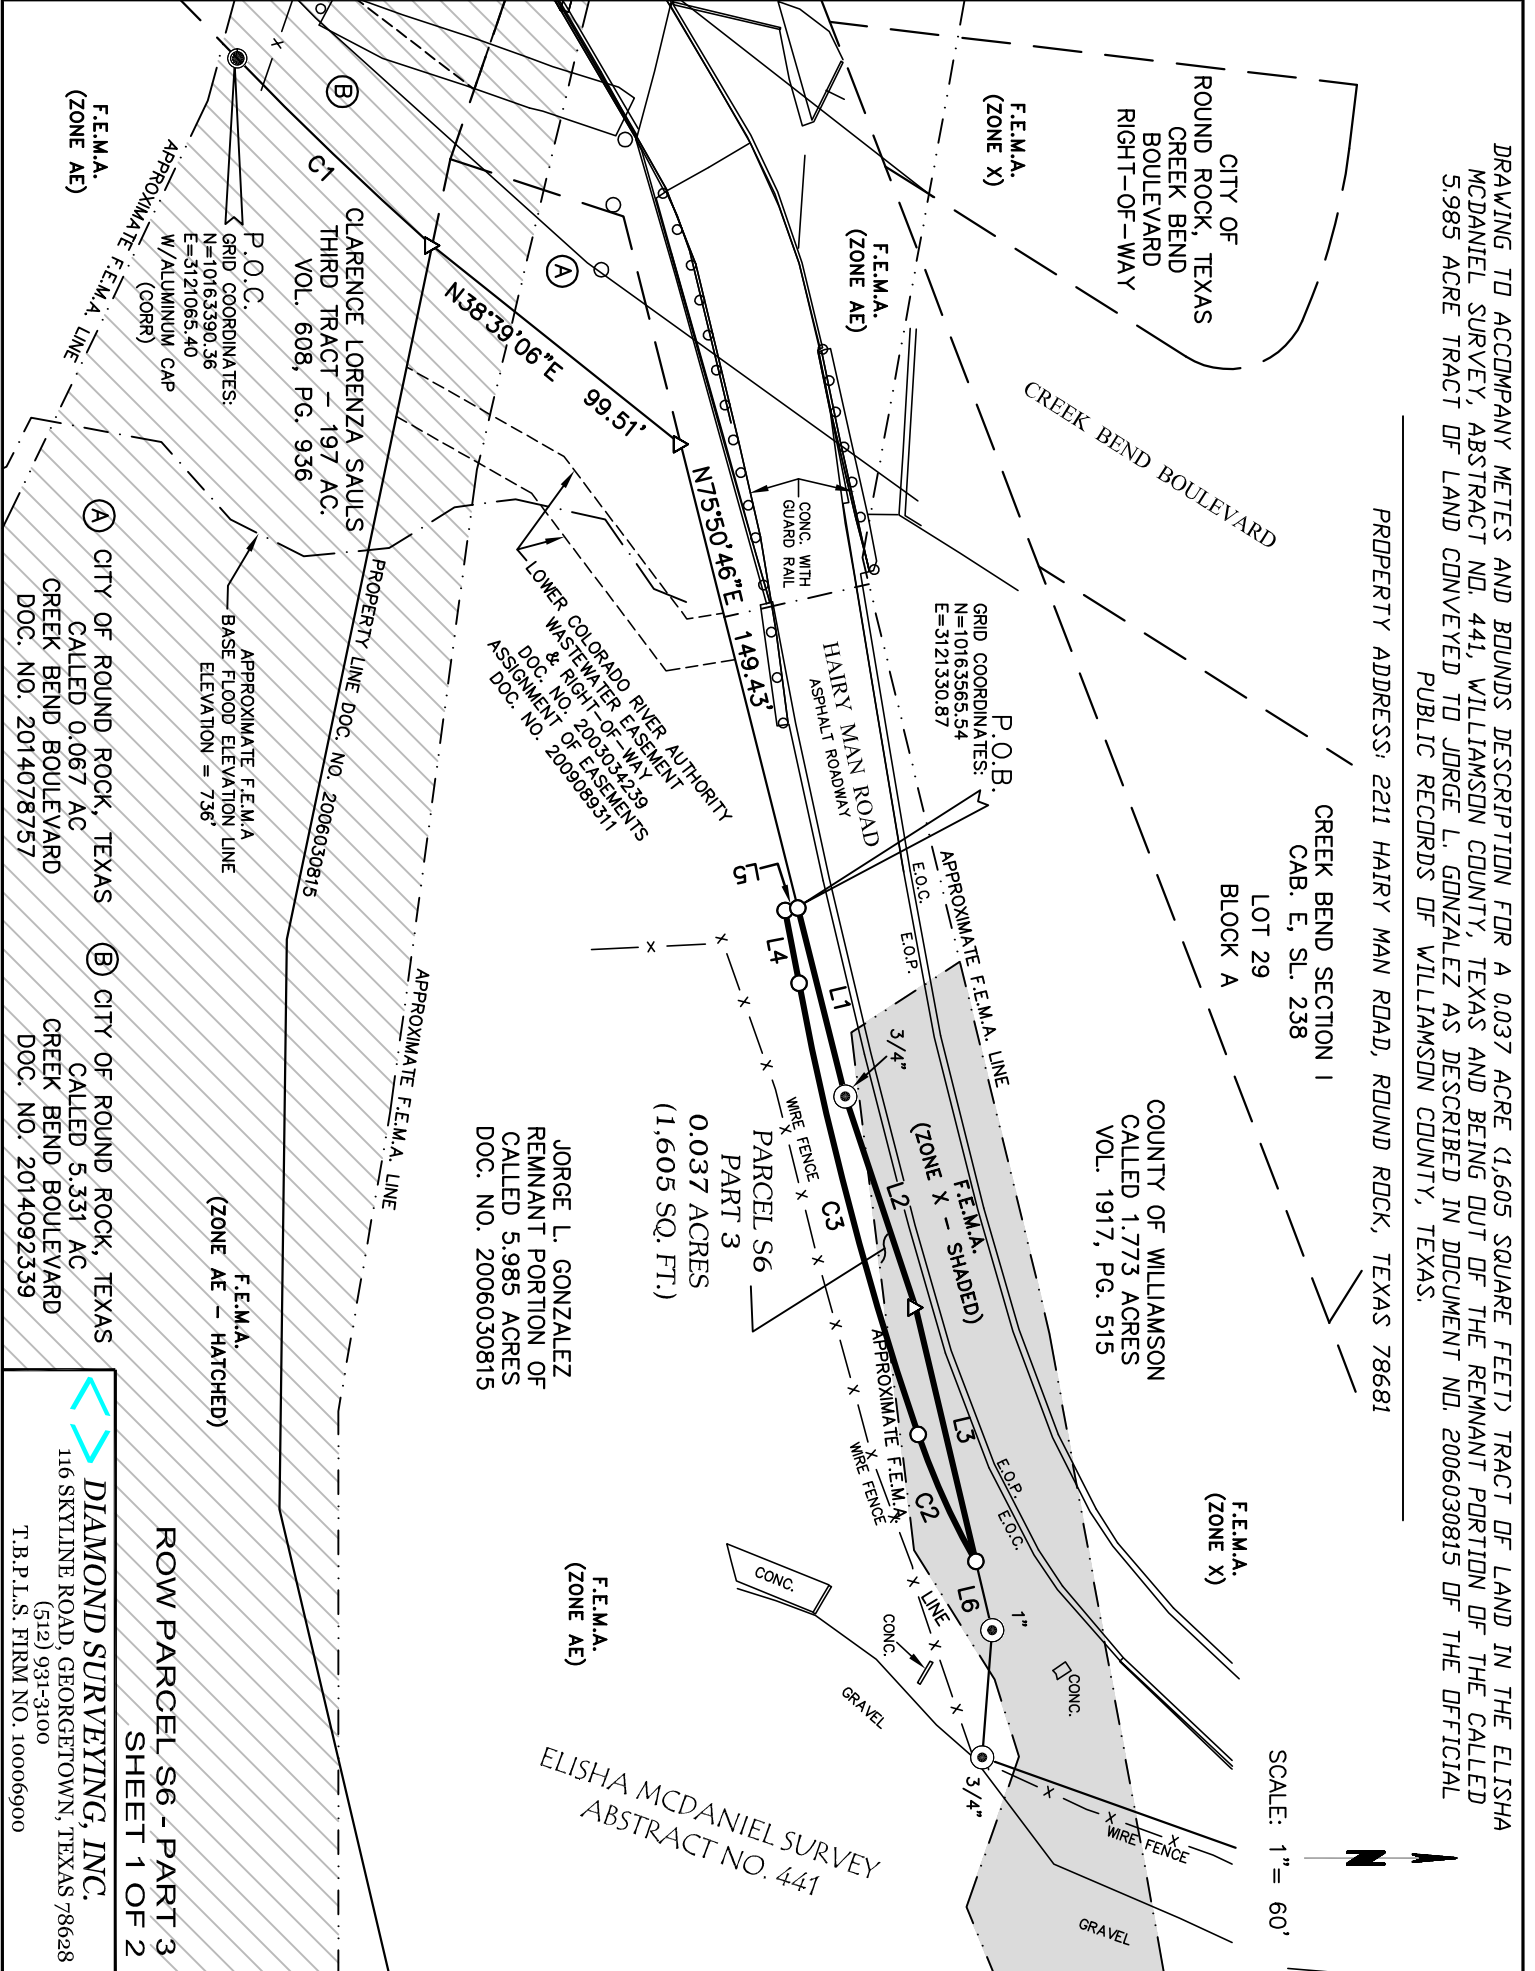 DRAWING TO ACCOMPANY METES AND BOUNDS DESCRIPTION FOR A 0.037 ACRE (1,605 SQUARE FEET) TRACT OF LAND IN THE ELISHA
MCDANIEL SURVEY, ABSTRACT NO. 441, WILLIAMSON COUNTY, TEXAS AND BEING OUT OF THE REMNANT PORTION OF THE CALLED
5.985 ACRE TRACT OF LAND CONVEYED TO JORGE L. GONZALEZ AS DESCRIBED IN DOCUMENT NO. 2006030815 OF THE OFFICIAL
PUBLIC RECORDS OF WILLIAMSON COUNTY, TEXAS.
PROPERTY ADDRESS: 2211 HAIRY MAN ROAD, ROUND ROCK, TEXAS 78681
SCALE: 1"= 60'
N
CITY OF
ROUND ROCK, TEXAS
CREEK BEND
BOULEVARD
RIGHT-OF-WAY
CREEK BEND BOULEVARD
CREEK BEND SECTION I
CAB. E, SL. 238
LOT 29
BLOCK A
F.E.M.A.
(ZONE X)
F.E.M.A.
(ZONE X)
COUNTY OF WILLIAMSON
CALLED 1.773 ACRES
VOL. 1917, PG. 515
F.E.M.A.
(ZONE AE)
P.O.B.
GRID COORDINATES:
N=10163565.54
E=3121330.87
APPROXIMATE F.E.M.A. LINE
E.O.C.
E.O.P.
F.E.M.A.
(ZONE X - SHADED)
3/4"
HAIRY MAN ROAD
ASPHALT ROADWAY
CONC. WITH
GUARD RAIL
L1
L2
L3
L4
L5
L6
C3
C2
E.O.P.
E.O.C.
1"
CONC.
3/4"
WIRE FENCE
GRAVEL
N75°50'46"E 149.43'
N38°39'06"E 99.51'
C1
A
B
LOWER COLORADO RIVER AUTHORITY
WASTEWATER EASEMENT
& RIGHT-OF-WAY
DOC. NO. 2003034239
ASSIGNMENT OF EASEMENTS
DOC. NO. 2009089311
WIRE FENCE
APPROXIMATE F.E.M.A.
LINE
WIRE FENCE
PARCEL S6
PART 3
0.037 ACRES
(1,605 SQ. FT.)
CONC.
CONC.
GRAVEL
JORGE L. GONZALEZ
REMNANT PORTION OF
CALLED 5.985 ACRES
DOC. NO. 2006030815
F.E.M.A.
(ZONE AE)
ELISHA MCDANIEL SURVEY
ABSTRACT NO. 441
CLARENCE LORENZA SAULS
THIRD TRACT - 197 AC.
VOL. 608, PG. 936
PROPERTY LINE DOC. NO. 2006030815
APPROXIMATE F.E.M.A. LINE
P.O.C.
GRID COORDINATES:
N=10163390.36
E=3121065.40
W/ALUMINUM CAP
(CORR)
APPROXIMATE F.E.M.A
BASE FLOOD ELEVATION LINE
ELEVATION = 736'
F.E.M.A.
(ZONE AE - HATCHED)
F.E.M.A.
(ZONE AE)
APPROXIMATE F.E.M.A. LINE
A CITY OF ROUND ROCK, TEXAS
CALLED 0.067 AC
CREEK BEND BOULEVARD
DOC. NO. 2014078757
B CITY OF ROUND ROCK, TEXAS
CALLED 5.331 AC
CREEK BEND BOULEVARD
DOC. NO. 2014092339
ROW PARCEL S6 - PART 3
SHEET 1 OF 2
DIAMOND SURVEYING, INC.
116 SKYLINE ROAD, GEORGETOWN, TEXAS 78628
(512) 931-3100
T.B.P.L.S. FIRM NO. 10006900